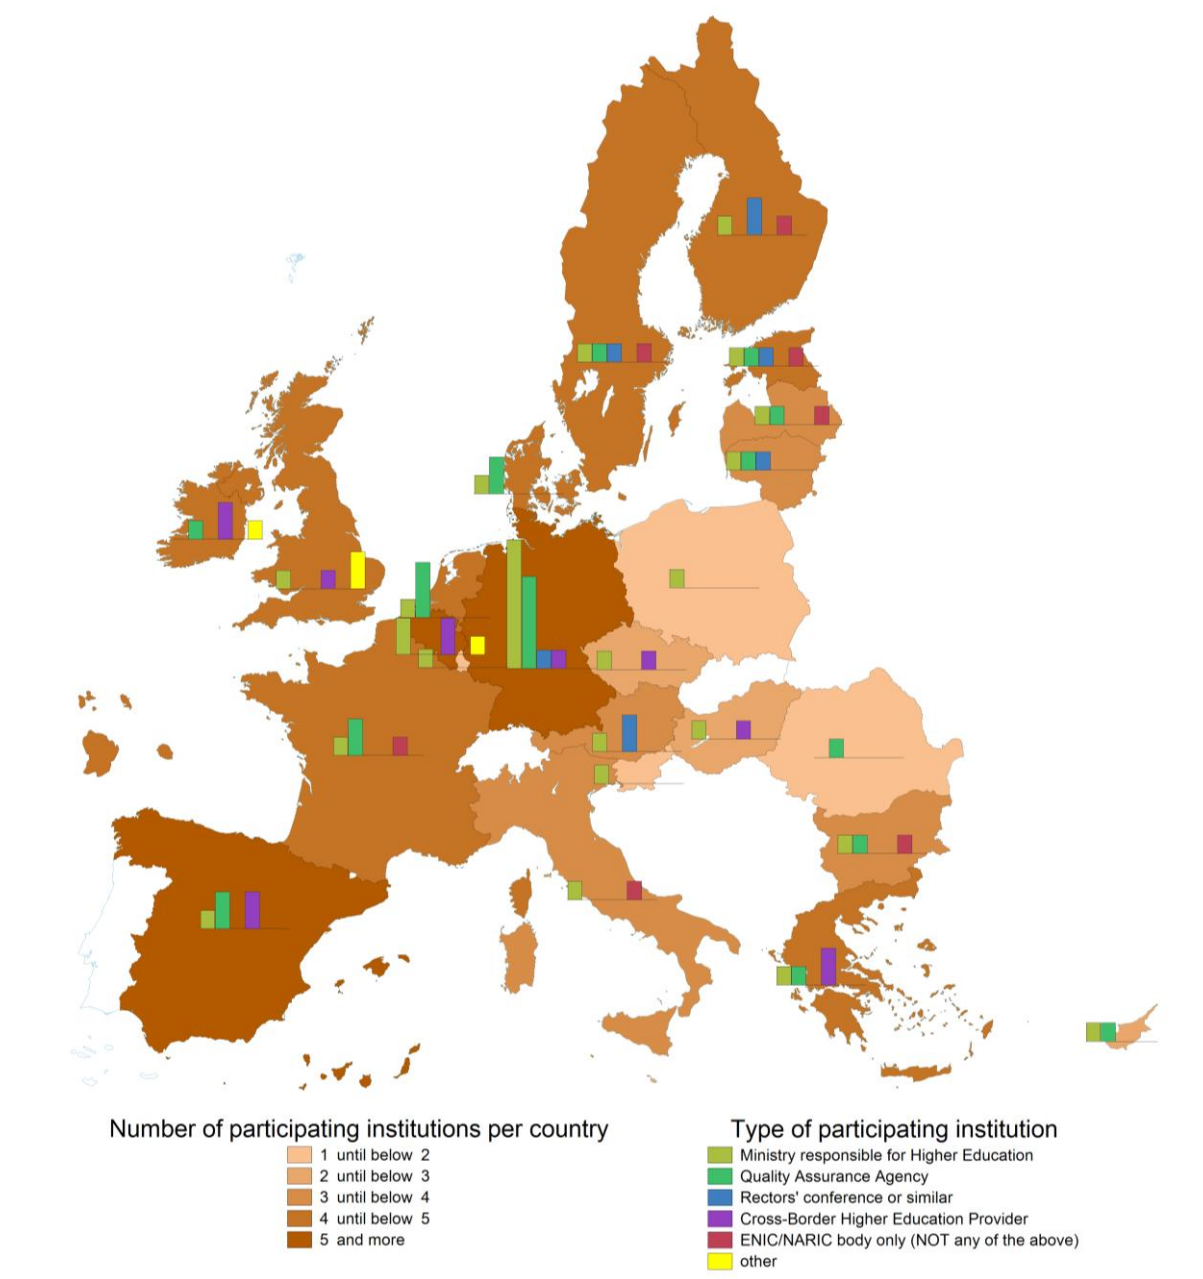 Number of participating institutions per country
1 until below 2
2 until below 3
3 until below 4
4 until below 5
5 and more
Type of participating institution
Ministry responsible for Higher Education
Quality Assurance Agency
Rectors' conference or similar
Cross-Border Higher Education Provider
ENIC/NARIC body only (NOT any of the above)
other